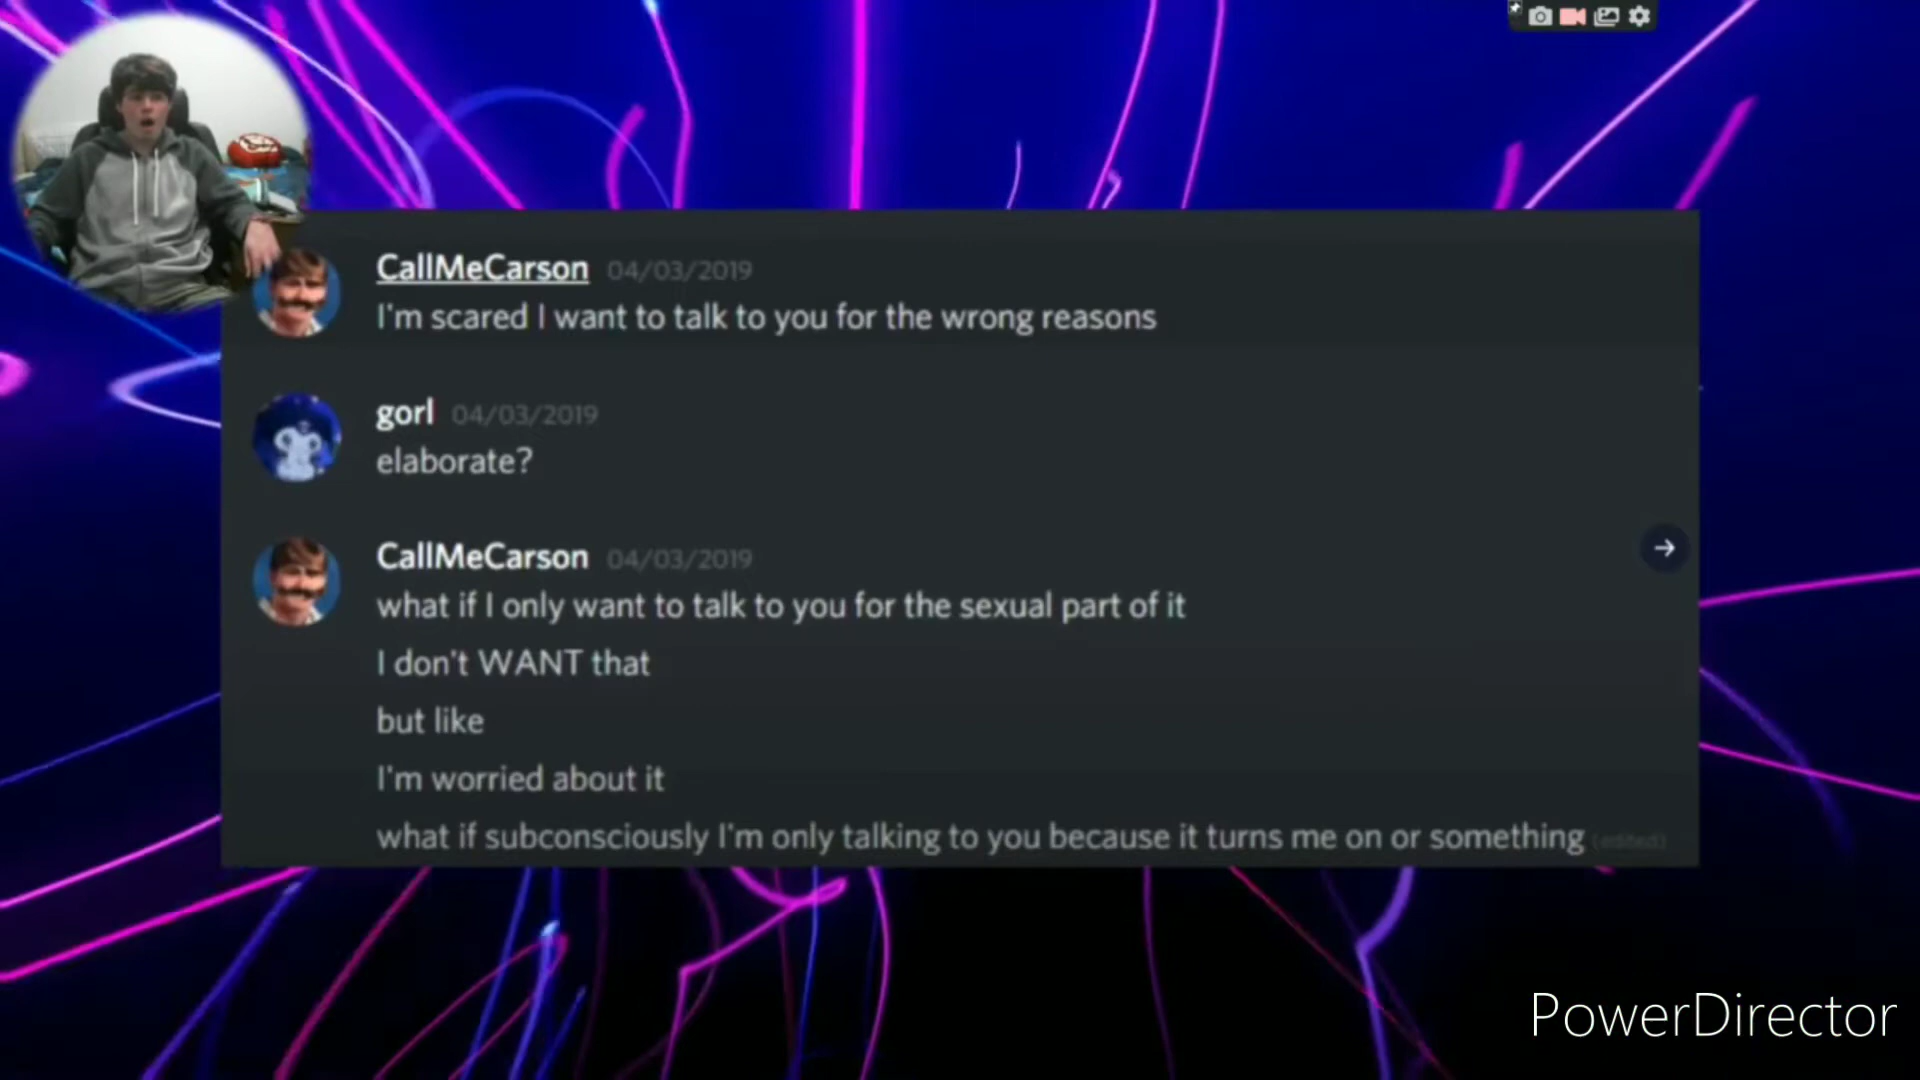 CallMeCarson 04/03/2019
I'm scared I want to talk to you for the wrong reasons
gorl 04/03/2019
elaborate?
CallMeCarson 04/03/2019
what if I only want to talk to you for the sexual part of it
I don't WANT that
but like
I'm worried about it
what if subconsciously I'm only talking to you because it turns me on or something (edited)
PowerDirector